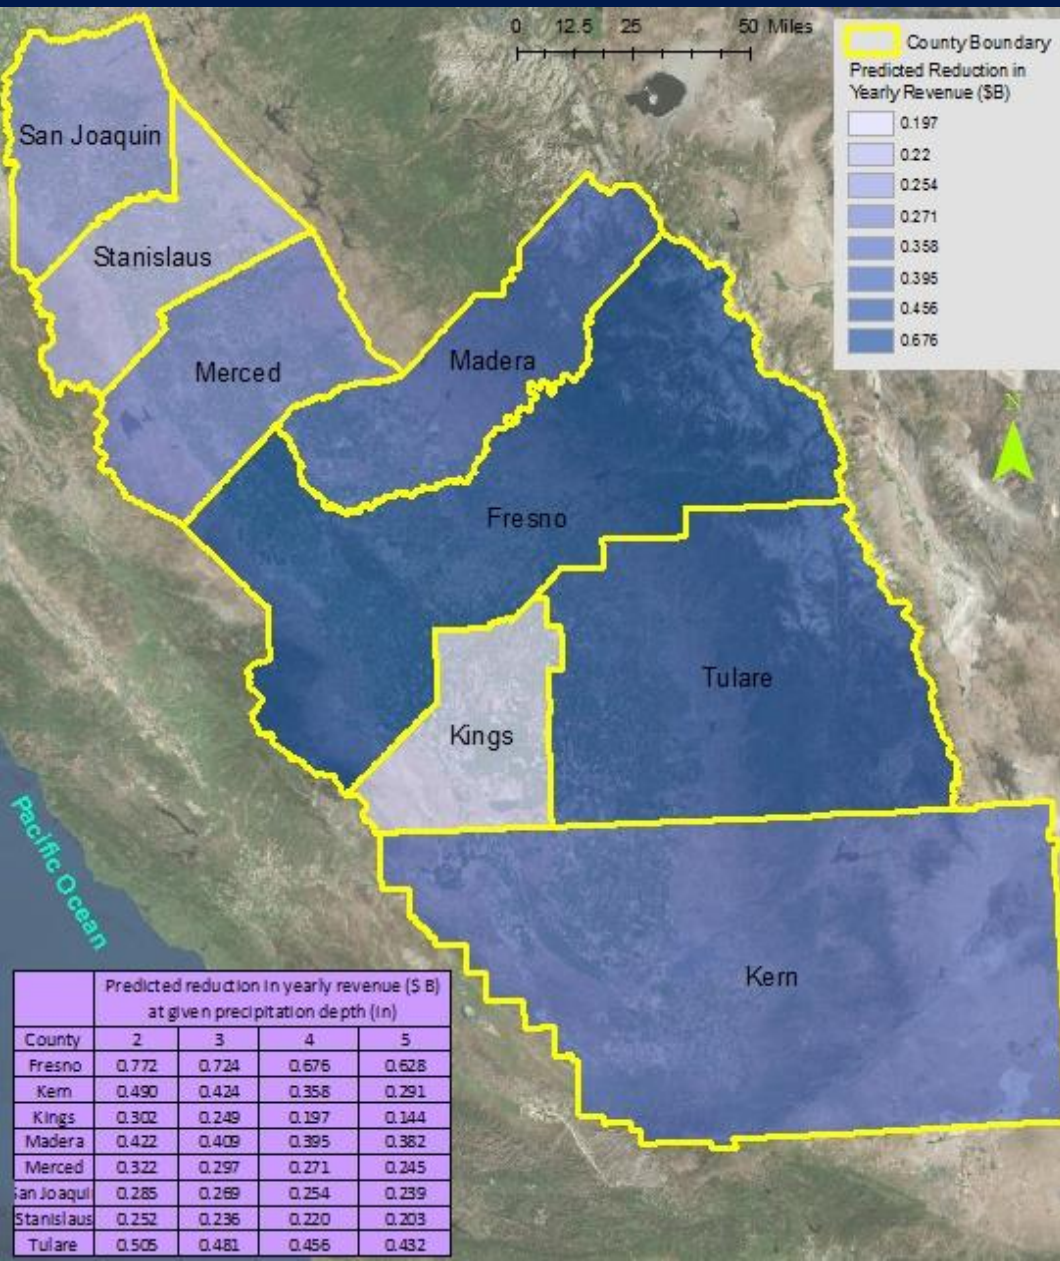 0 12.5 25 50 Miles
County Boundary
Predicted Reduction in
Yearly Revenue ($B)
0.197
0.22
0.254
0.271
0.358
0.395
0.456
0.676
N
San Joaquin
Stanislaus
Merced
Madera
Fresno
Tulare
Kings
Kern
Pacific Ocean
Predicted reduction in yearly revenue ($ B)
at given precipitation depth (in)
County 2 3 4 5
Fresno 0.772 0.724 0.676 0.628
Kern 0.490 0.424 0.358 0.291
Kings 0.302 0.249 0.197 0.144
Madera 0.422 0.409 0.395 0.382
Merced 0.322 0.297 0.271 0.245
San Joaqui 0.285 0.269 0.254 0.239
Stanislaus 0.252 0.236 0.220 0.203
Tulare 0.505 0.481 0.456 0.432